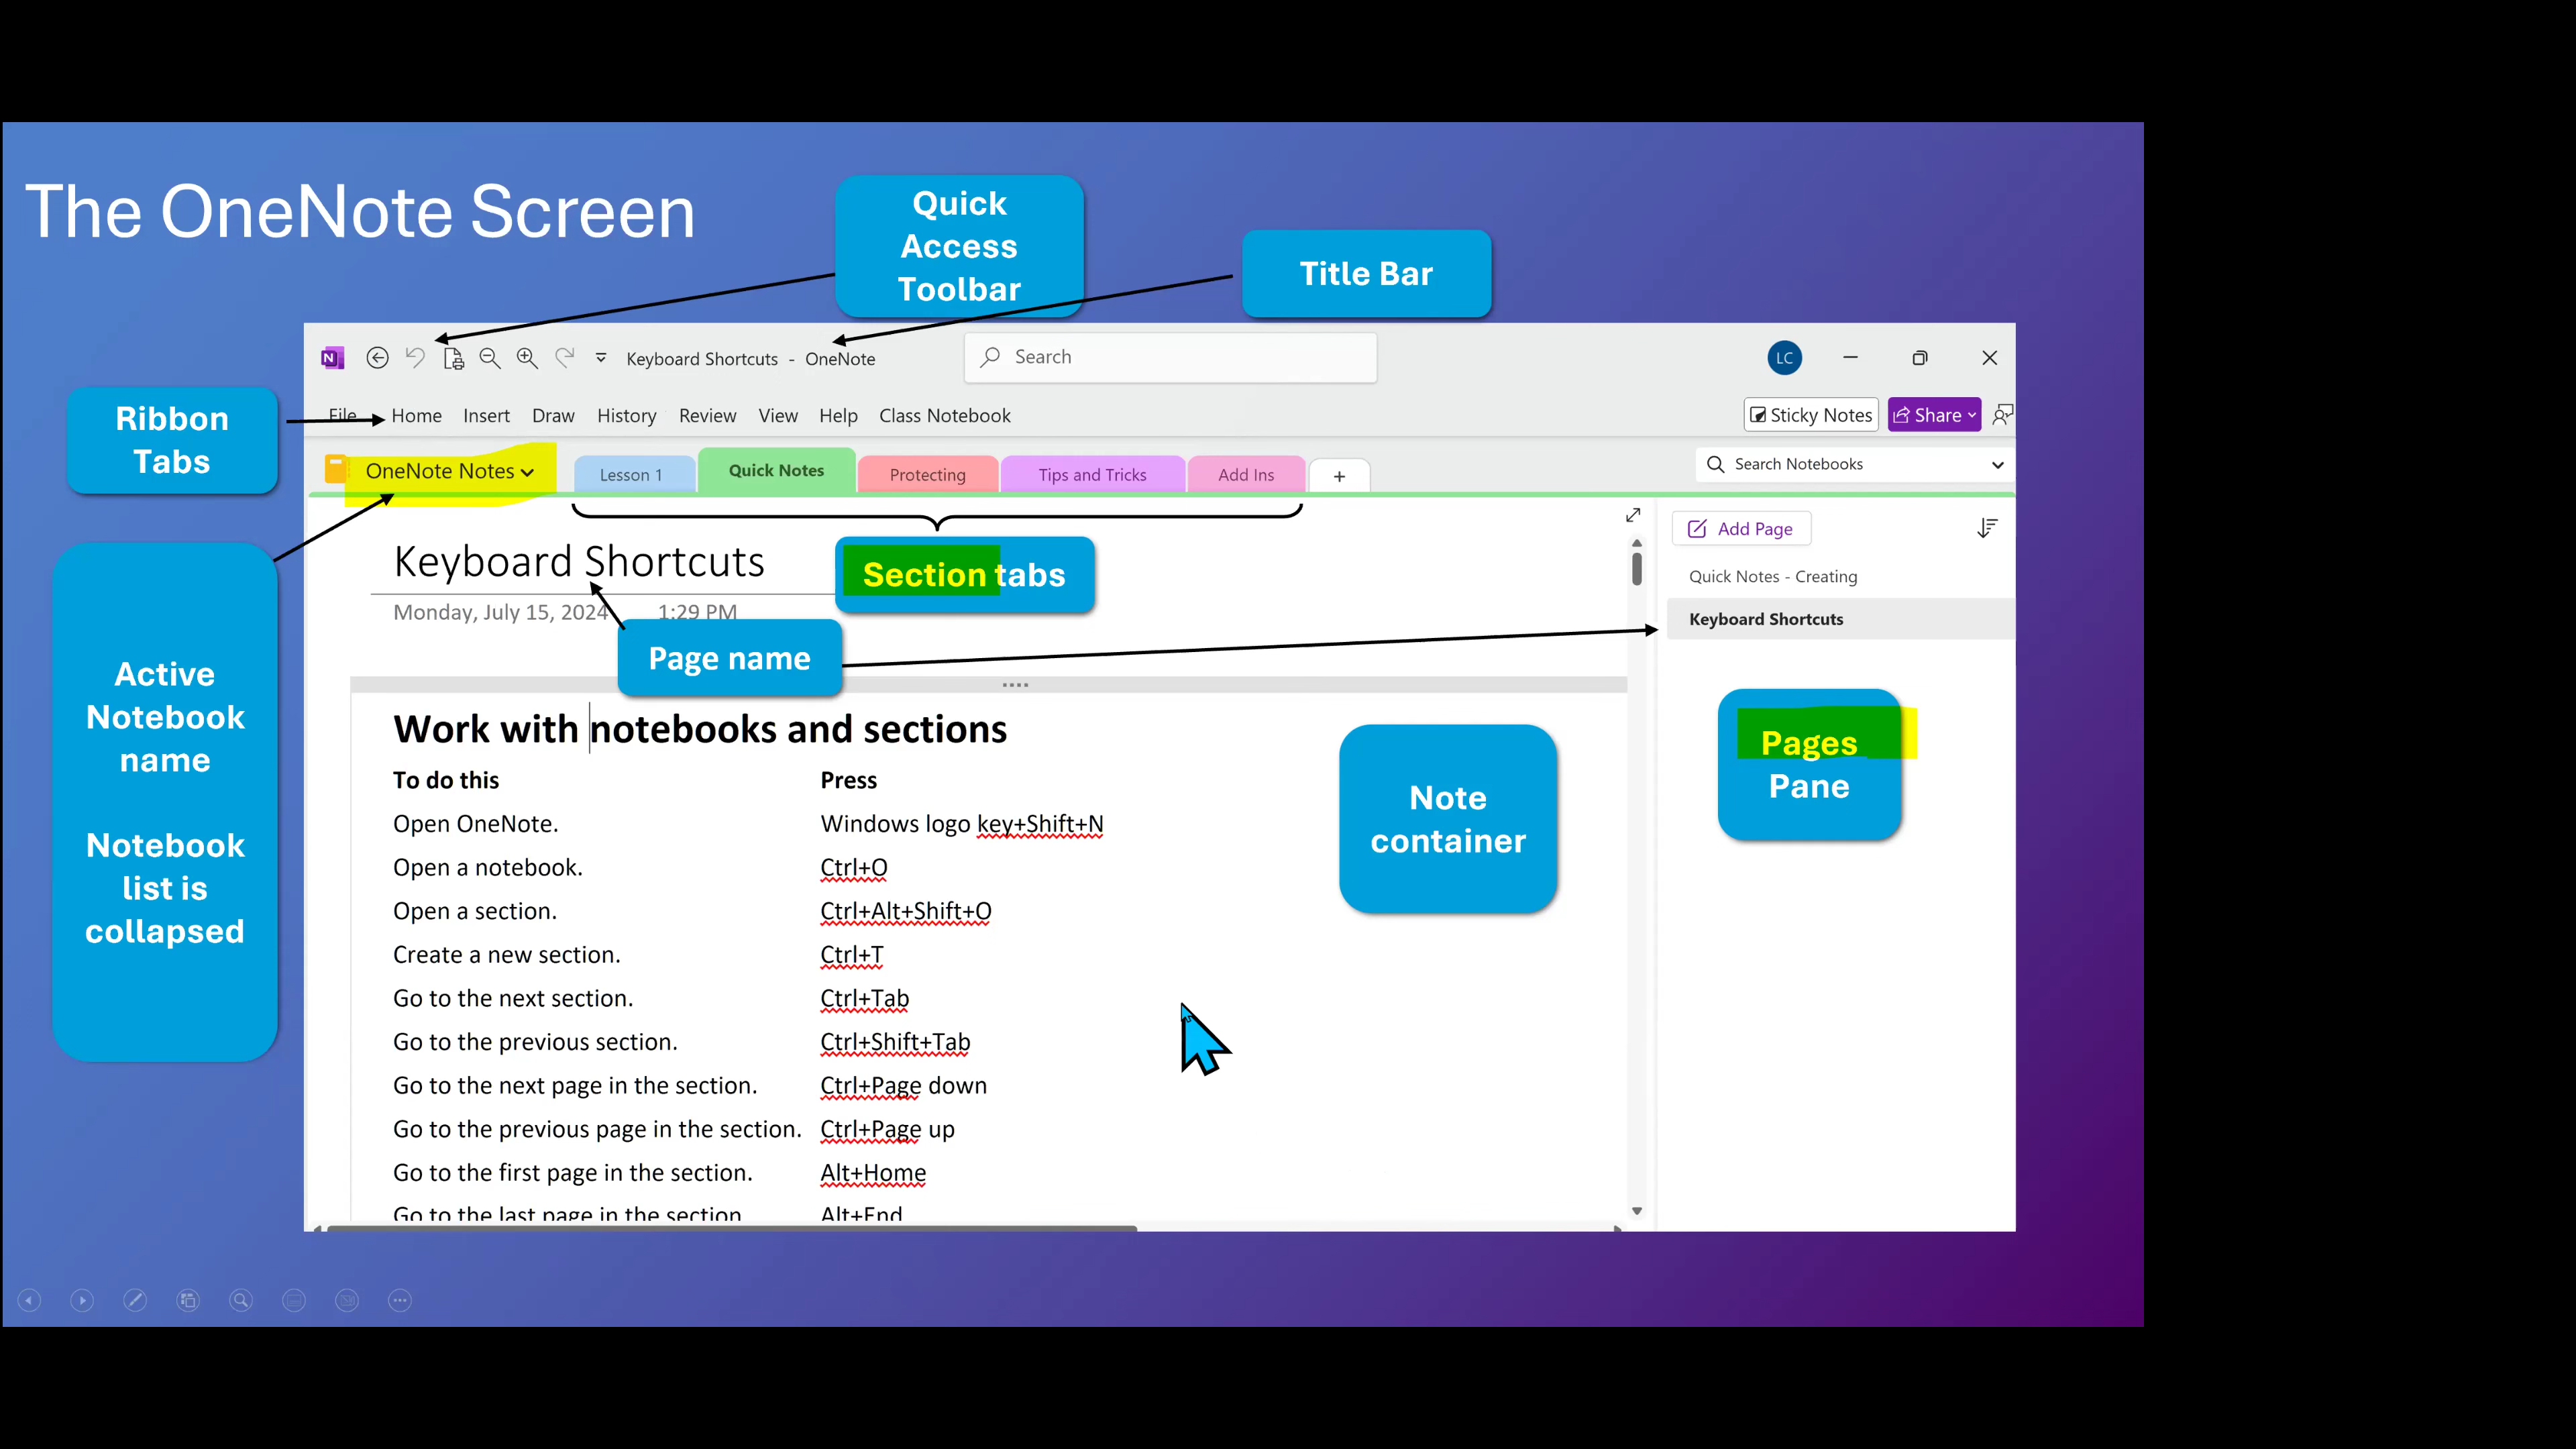 The OneNote Screen
Quick
Access
Toolbar
Title Bar
Keyboard Shortcuts - OneNote
Search
LC
Ribbon
Tabs
File Home Insert Draw History Review View Help Class Notebook
Sticky Notes
Share
OneNote Notes
Lesson 1
Quick Notes
Protecting
Tips and Tricks
Add Ins
+
Search Notebooks
Keyboard Shortcuts
Monday, July 15, 2024 1:29 PM
Section tabs
Page name
Add Page
Quick Notes - Creating
Keyboard Shortcuts
Active
Notebook
name
Notebook
list is
collapsed
Pages
Pane
Note
container
Work with notebooks and sections
To do this Press
Open OneNote. Windows logo key+Shift+N
Open a notebook. Ctrl+O
Open a section. Ctrl+Alt+Shift+O
Create a new section. Ctrl+T
Go to the next section. Ctrl+Tab
Go to the previous section. Ctrl+Shift+Tab
Go to the next page in the section. Ctrl+Page down
Go to the previous page in the section. Ctrl+Page up
Go to the first page in the section. Alt+Home
Go to the last page in the section Alt+End